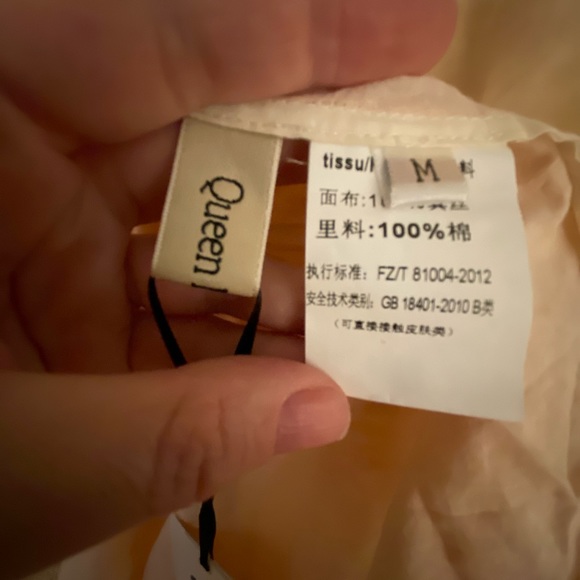 Queen
M
tissu/
面布:
里料:100%棉
执行标准: FZ/T 81004-2012
安全技术类别: GB 18401-2010 B类
(可直接接触皮肤类)